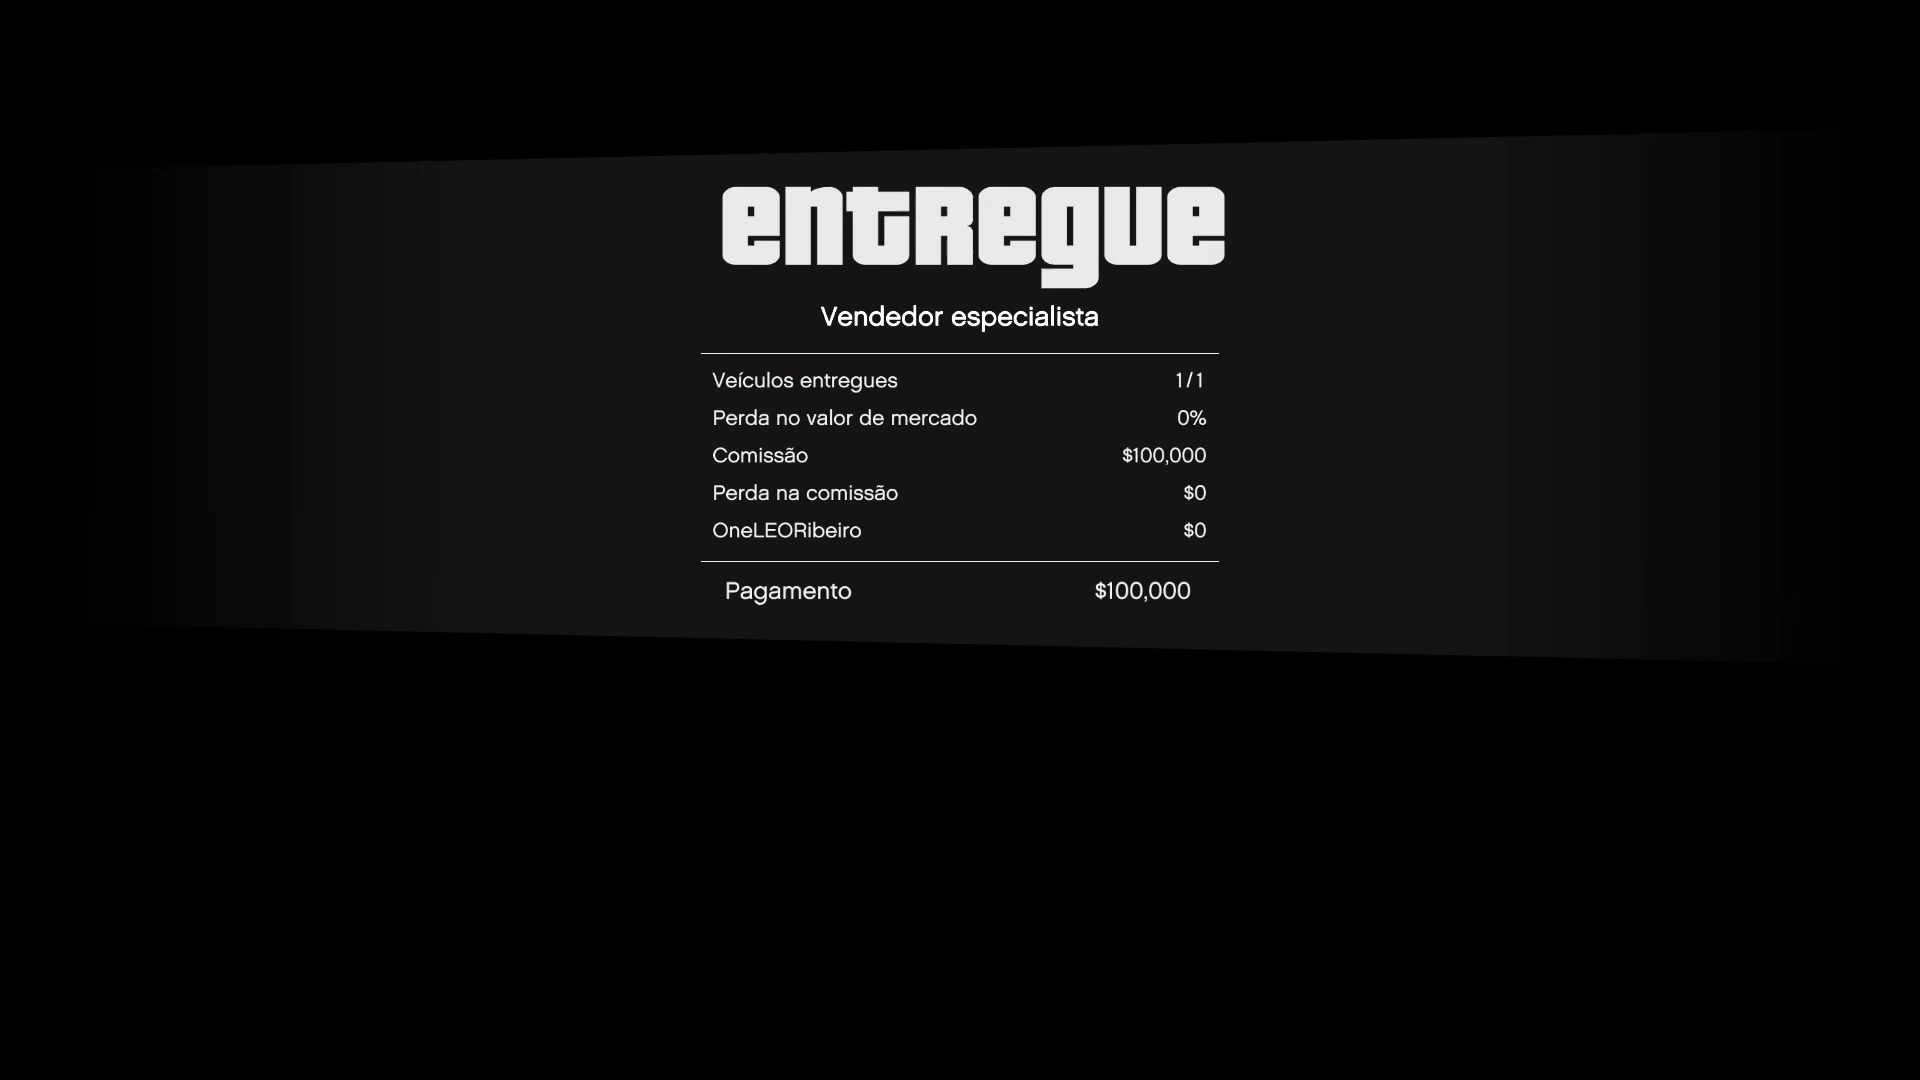 entregue
Vendedor especialista
Veículos entregues 1/1
Perda no valor de mercado 0%
Comissão $100,000
Perda na comissão $0
OneLEORibeiro $0
Pagamento $100,000